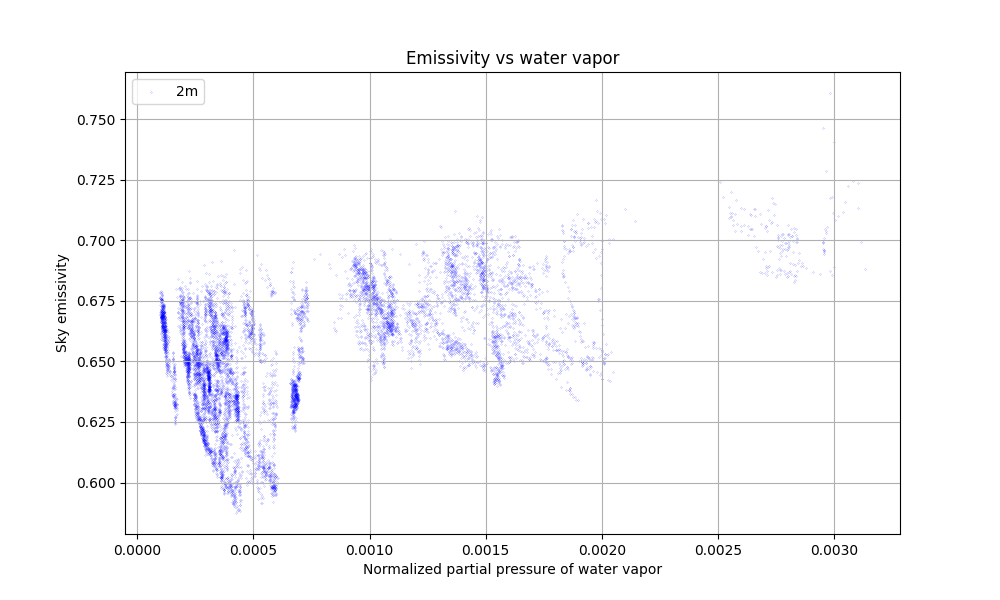 Emissivity vs water vapor
2m
Sky emissivity
0.750
0.725
0.700
0.675
0.650
0.625
0.600
0.0000 0.0005 0.0010 0.0015 0.0020 0.0025 0.0030
Normalized partial pressure of water vapor